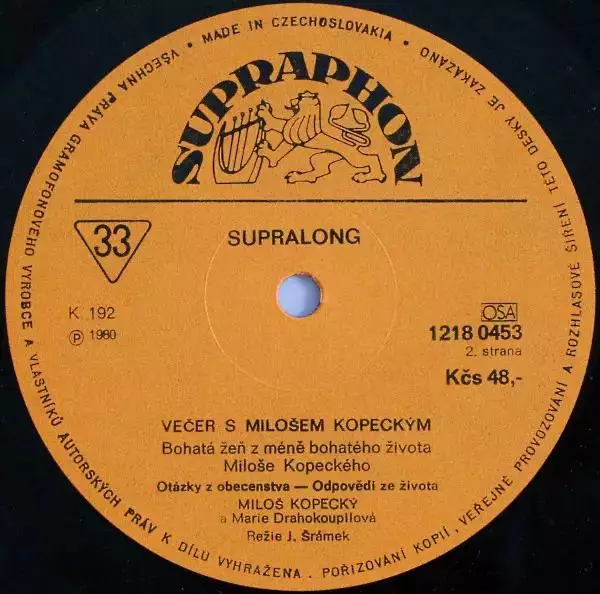 SUPRAPHON
MADE IN CZECHOSLOVAKIA • VŠECHNA PRÁVA GRAMOFONOVÉHO VÝROBCE A VLASTNÍKŮ AUTORSKÝCH PRÁV K DÍLU VYHRAŽENA. POŘIZOVÁNÍ KOPIÍ, VEŘEJNÉ PROVOZOVÁNÍ A ROZHLASOVÉ ŠÍŘENÍ TÉTO DESKY JE ZAKÁZÁNO •
33
SUPRALONG
K 192
Ⓟ 1980
OSA
1218 0453
2. strana
Kčs 48,-
VEČER S MILOŠEM KOPECKÝM
Bohatá žeň z méně bohatého života
Miloše Kopeckého
Otázky z obecenstva — Odpovědi ze života
MILOŠ KOPECKÝ
a Marie Drahokoupilová
Režie J. Šrámek